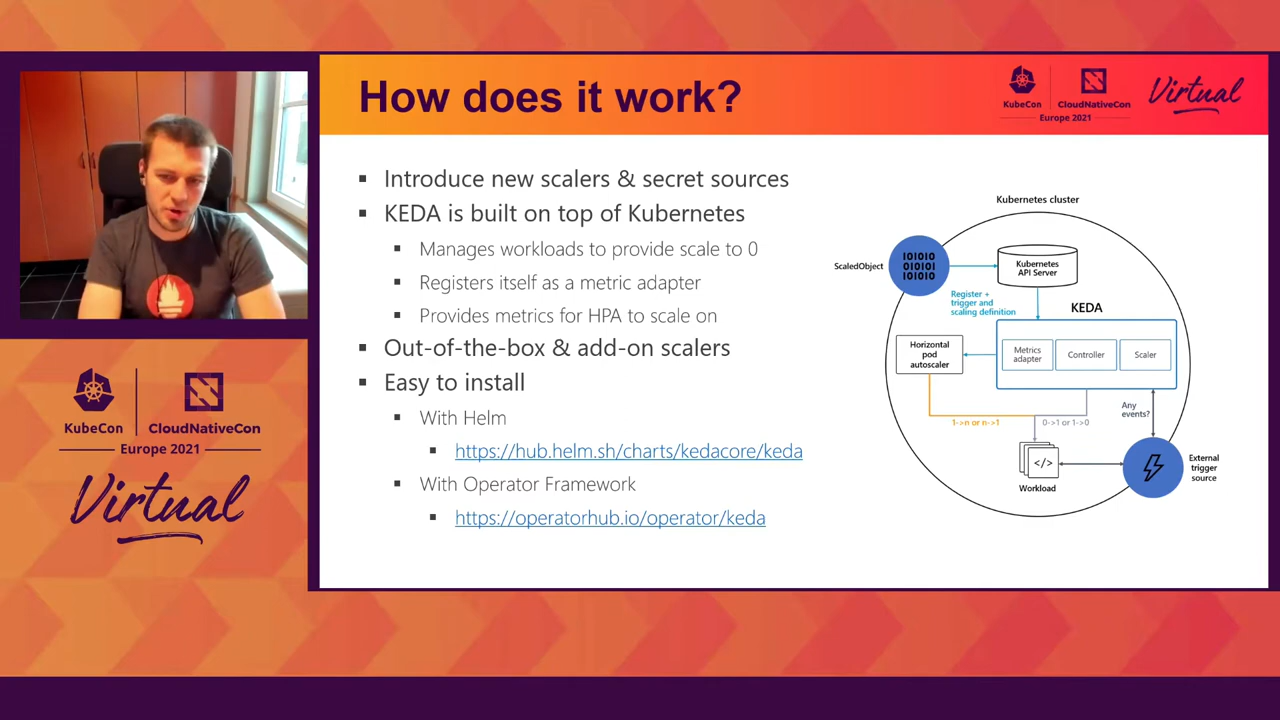 How does it work?
KubeCon
CloudNativeCon
Europe 2021
Virtual
▪ Introduce new scalers & secret sources
▪ KEDA is built on top of Kubernetes
▪ Manages workloads to provide scale to 0
▪ Registers itself as a metric adapter
▪ Provides metrics for HPA to scale on
▪ Out-of-the-box & add-on scalers
▪ Easy to install
▪ With Helm
▪ https://hub.helm.sh/charts/kedacore/keda
▪ With Operator Framework
▪ https://operatorhub.io/operator/keda
Kubernetes cluster
ScaledObject
IOIOIO
OIOIOI
IOIOIO
Kubernetes
API Server
Register +
trigger and
scaling definition
KEDA
Horizontal
pod
autoscaler
Metrics
adapter
Controller
Scaler
Any
events?
1->n or n->1
0->1 or 1->0
</>
Workload
External
trigger
source
KubeCon
CloudNativeCon
Europe 2021
Virtual